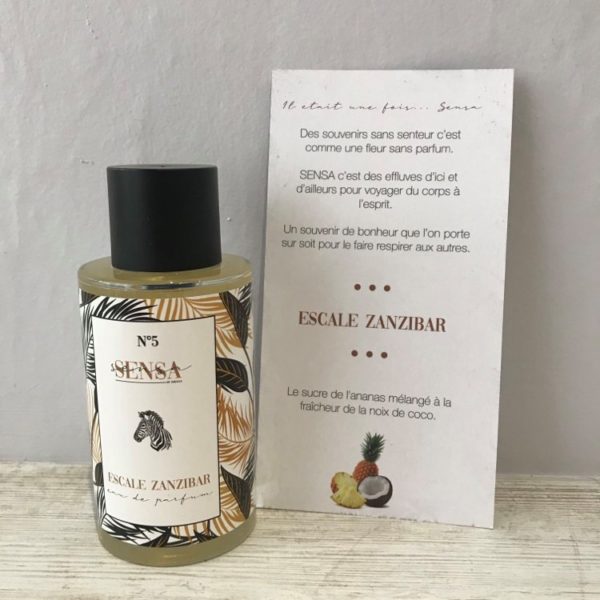 Il etait une fois... Sensa
Des souvenirs sans senteur c'est
comme une fleur sans parfum.
SENSA c'est des effluves d'ici et
d'ailleurs pour voyager du corps à
l'esprit.
Un souvenir de bonheur que l'on porte
sur soit pour le faire respirer aux autres.
ESCALE ZANZIBAR
Le sucre de l'ananas mélangé à la
fraîcheur de la noix de coco.
N°5
SENSA
ESCALE ZANZIBAR
eau de parfum